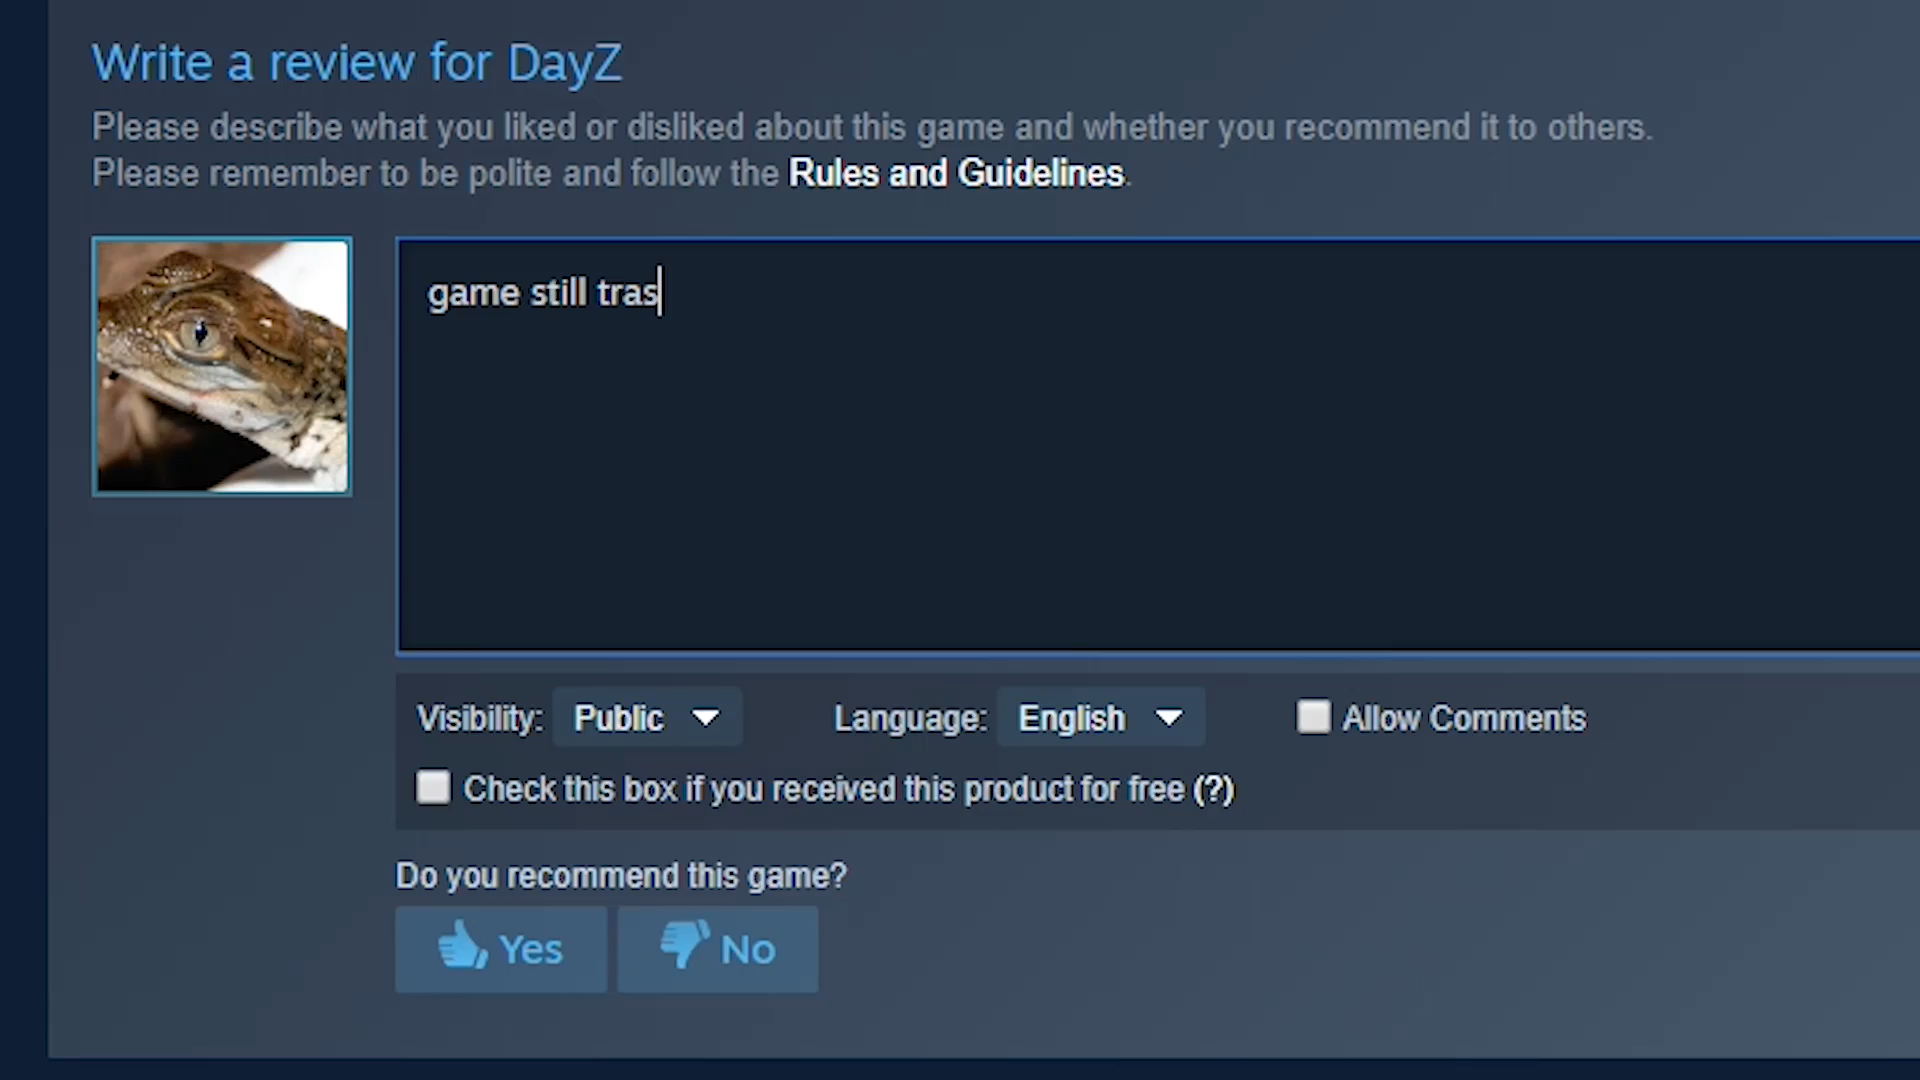 Write a review for DayZ
Please describe what you liked or disliked about this game and whether you recommend it to others.
Please remember to be polite and follow the Rules and Guidelines.
game still tras
Visibility: Public Language: English Allow Comments
Check this box if you received this product for free (?)
Do you recommend this game?
Yes No